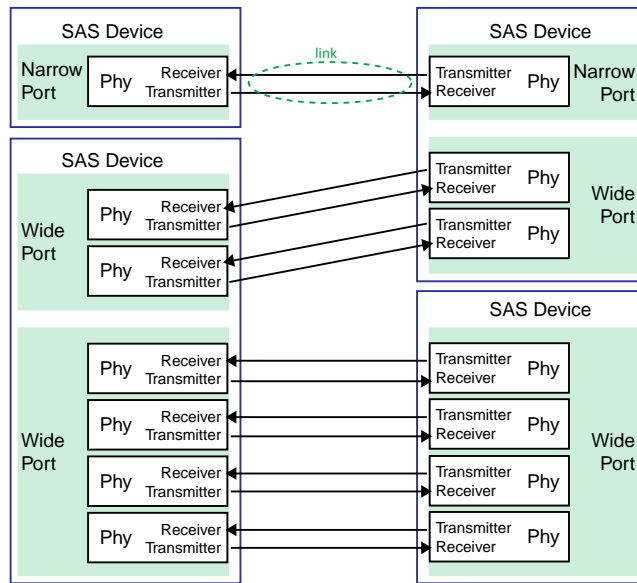 SAS Device
Narrow
Port
Phy
Receiver
Transmitter
link
SAS Device
Transmitter
Receiver
Phy
Narrow
Port
SAS Device
Wide
Port
Phy
Receiver
Transmitter
Phy
Receiver
Transmitter
Transmitter
Receiver
Phy
Transmitter
Receiver
Phy
Wide
Port
Wide
Port
Phy
Receiver
Transmitter
Phy
Receiver
Transmitter
Phy
Receiver
Transmitter
Phy
Receiver
Transmitter
SAS Device
Transmitter
Receiver
Phy
Transmitter
Receiver
Phy
Transmitter
Receiver
Phy
Transmitter
Receiver
Phy
Wide
Port